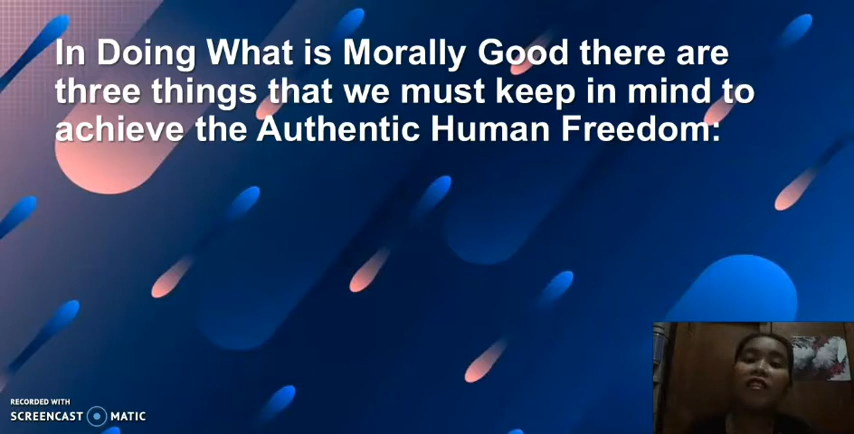 In Doing What is Morally Good there are
three things that we must keep in mind to
achieve the Authentic Human Freedom:
RECORDED WITH
SCREENCAST MATIC